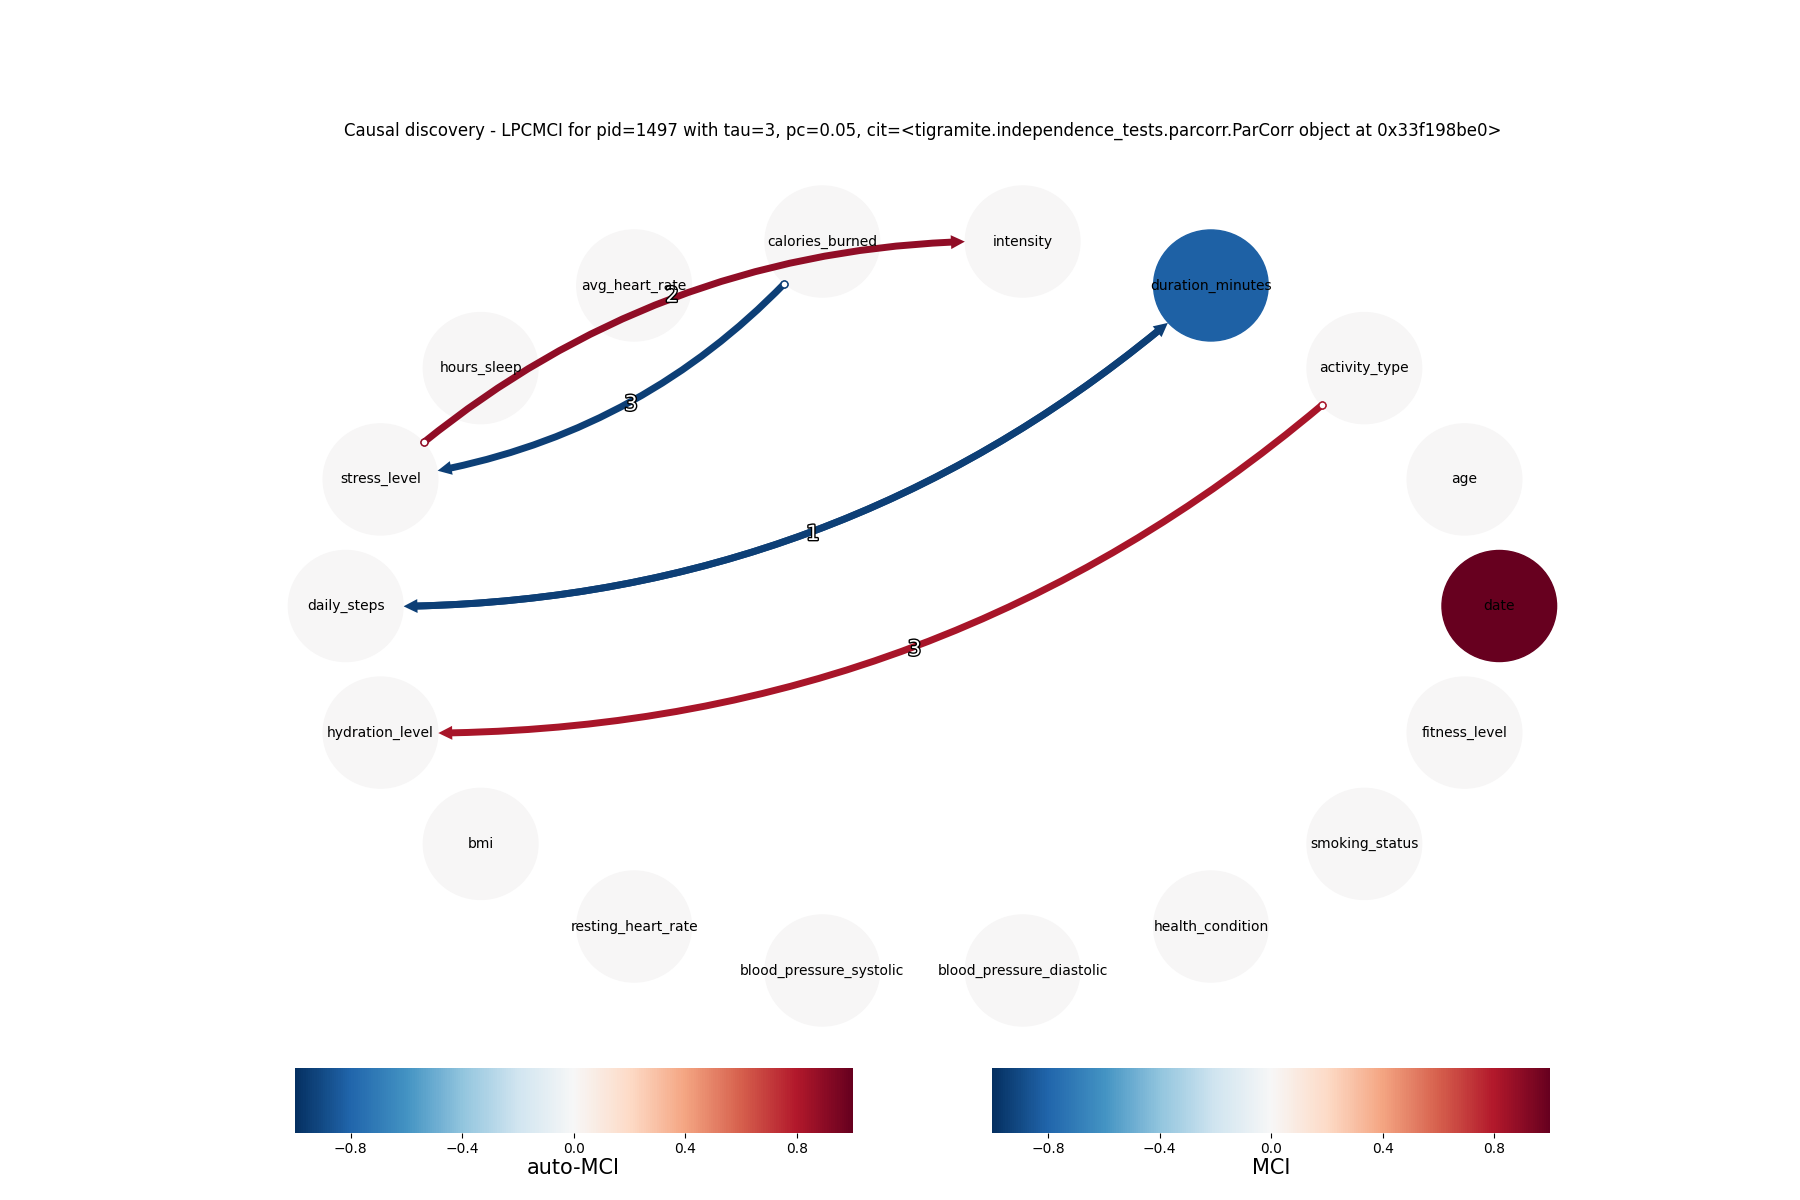 Causal discovery - LPCMCI for pid=1497 with tau=3, pc=0.05, cit=<tigramite.independence_tests.parcorr.ParCorr object at 0x33f198be0>
calories_burned
intensity
avg_heart_rate
duration_minutes
2
hours_sleep
activity_type
3
stress_level
age
1
daily_steps
date
3
hydration_level
fitness_level
bmi
smoking_status
resting_heart_rate
health_condition
blood_pressure_systolic
blood_pressure_diastolic
−0.8 −0.4 0.0 0.4 0.8
auto-MCI
−0.8 −0.4 0.0 0.4 0.8
MCI